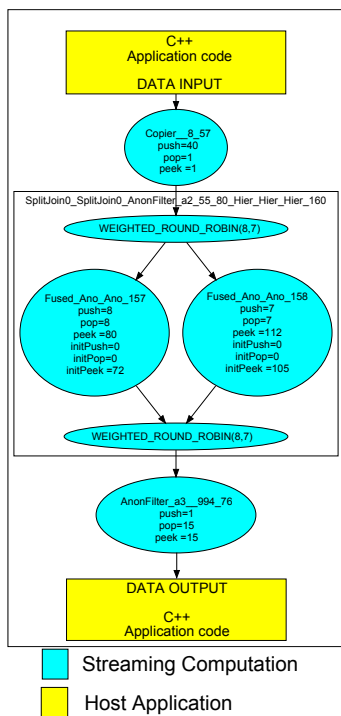 C++
Application code
DATA INPUT
Copier__8_57
push=40
pop=1
peek =1
SplitJoin0_SplitJoin0_AnonFilter_a2_55_80_Hier_Hier_Hier_160
WEIGHTED_ROUND_ROBIN(8,7)
Fused_Ano_Ano_157
push=8
pop=8
peek =80
initPush=0
initPop=0
initPeek =72
Fused_Ano_Ano_158
push=7
pop=7
peek =112
initPush=0
initPop=0
initPeek =105
WEIGHTED_ROUND_ROBIN(8,7)
AnonFilter_a3__994_76
push=1
pop=15
peek =15
DATA OUTPUT
C++
Application code
Streaming Computation
Host Application